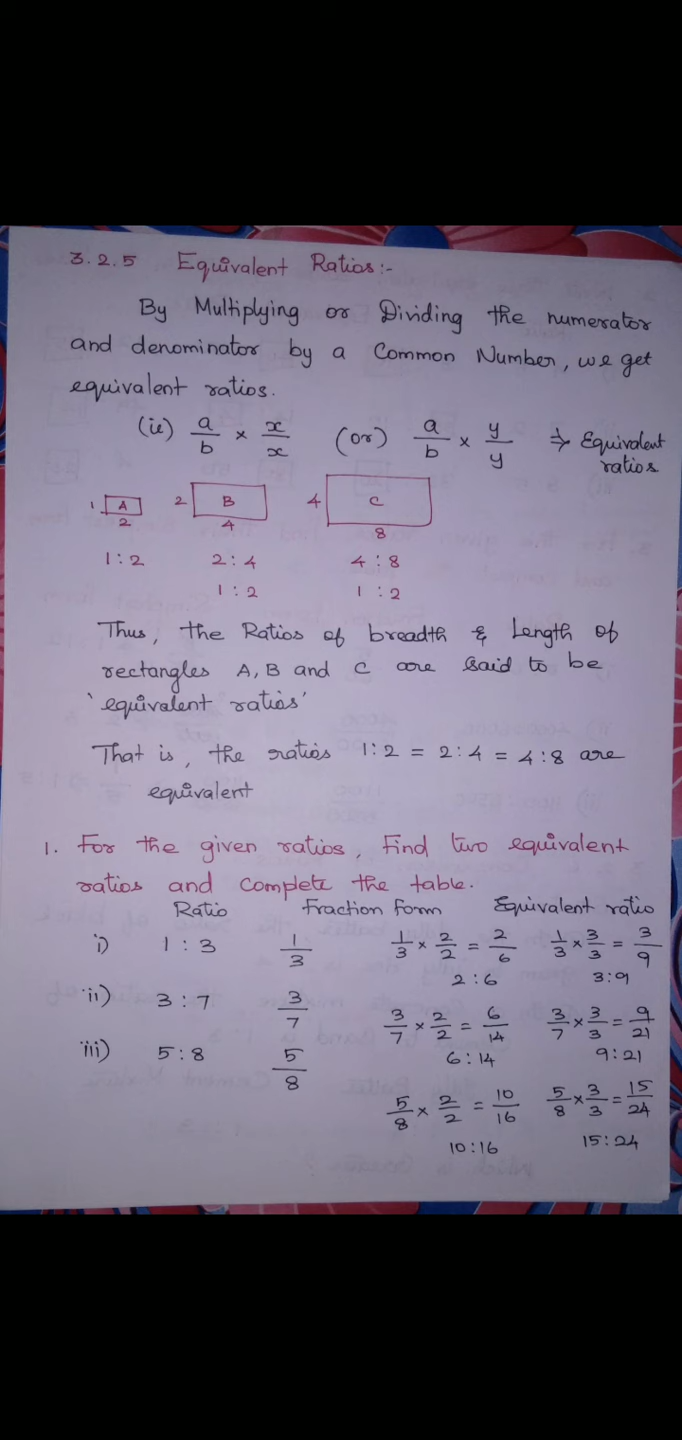 3.2.5 Equivalent Ratios:-
By Multiplying or Dividing the numerator
and denominator by a Common Number, we get
equivalent ratios.
(ie) a/b × x/x (or) a/b × y/y ⇒ Equivalent ratios
1 A 2 B 4 C
2 4 8
1:2 2:4 4:8
1:2 1:2
Thus, the Ratios of breadth & Length of
rectangles A, B and C are said to be
'equivalent ratios'
That is, the ratios 1:2 = 2:4 = 4:8 are
equivalent
1. For the given ratios, Find two equivalent
ratios and complete the table.
Ratio Fraction Form Equivalent ratio
i) 1:3 1/3 1/3 × 2/2 = 2/6 1/3 × 3/3 = 3/9
2:6 3:9
ii) 3:7 3/7 3/7 × 2/2 = 6/14 3/7 × 3/3 = 9/21
6:14 9:21
iii) 5:8 5/8 5/8 × 2/2 = 10/16 5/8 × 3/3 = 15/24
10:16 15:24